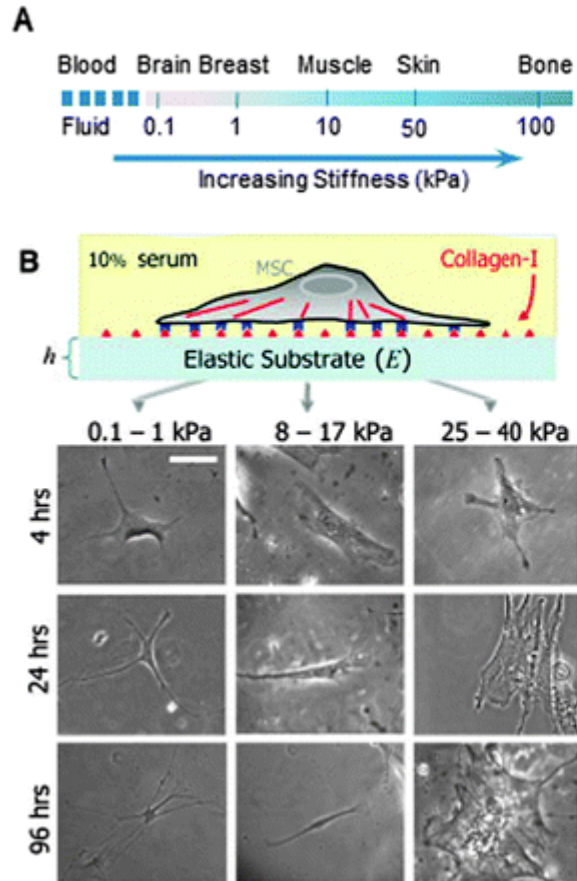 A
Blood Brain Breast Muscle Skin Bone
Fluid 0.1 1 10 50 100
Increasing Stiffness (kPa)
B
10% serum
MSC
Collagen-I
h
Elastic Substrate (E)
0.1 – 1 kPa 8 – 17 kPa 25 – 40 kPa
4 hrs
24 hrs
96 hrs